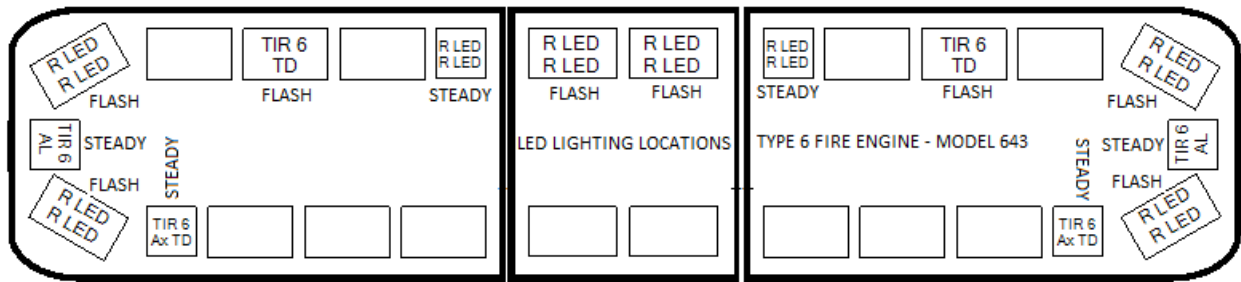 R LED
R LED
FLASH
TIR 6
TD
FLASH
R LED
R LED
STEADY
R LED
R LED
FLASH
R LED
R LED
FLASH
R LED
R LED
STEADY
TIR 6
TD
FLASH
R LED
R LED
FLASH
TIR 6
AL
STEADY
STEADY
LED LIGHTING LOCATIONS
TYPE 6 FIRE ENGINE - MODEL 643
STEADY
STEADY
TIR 6
AL
FLASH
R LED
R LED
TIR 6
Ax TD
TIR 6
Ax TD
FLASH
R LED
R LED